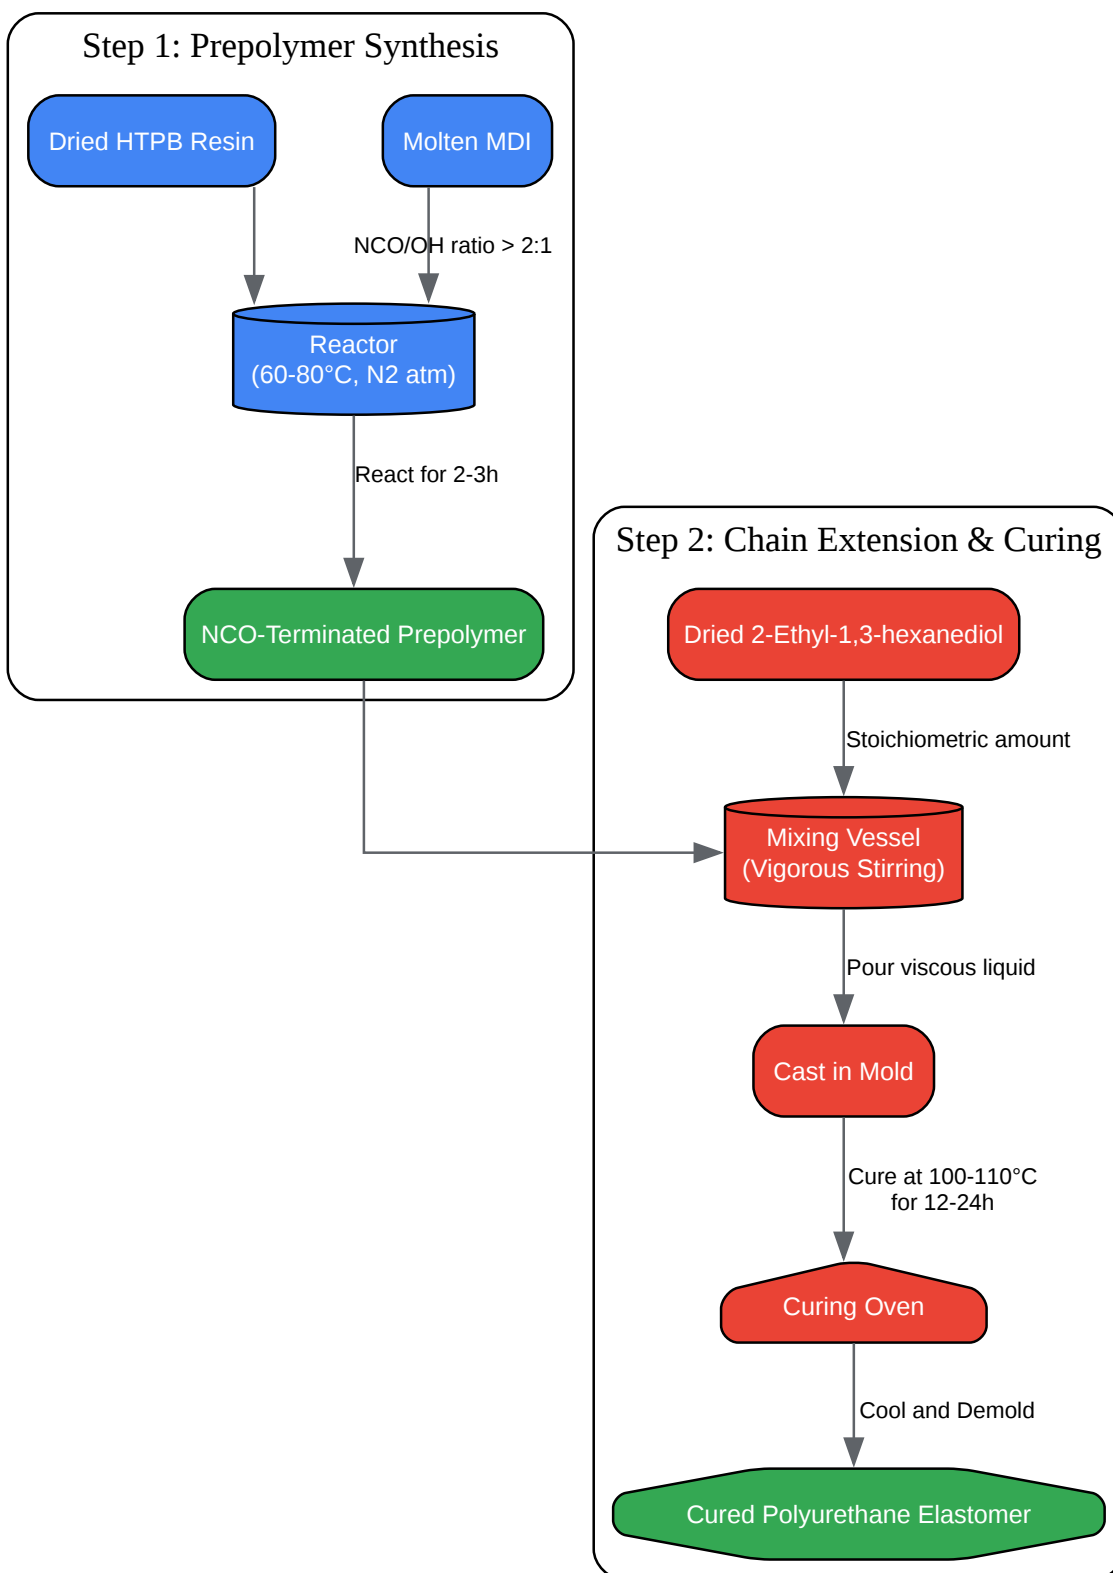 Step 1: Prepolymer Synthesis
Dried HTPB Resin
Molten MDI
NCO/OH ratio > 2:1
Reactor
(60-80°C, N2 atm)
React for 2-3h
NCO-Terminated Prepolymer
Step 2: Chain Extension & Curing
Dried 2-Ethyl-1,3-hexanediol
Stoichiometric amount
Mixing Vessel
(Vigorous Stirring)
Pour viscous liquid
Cast in Mold
Cure at 100-110°C
for 12-24h
Curing Oven
Cool and Demold
Cured Polyurethane Elastomer